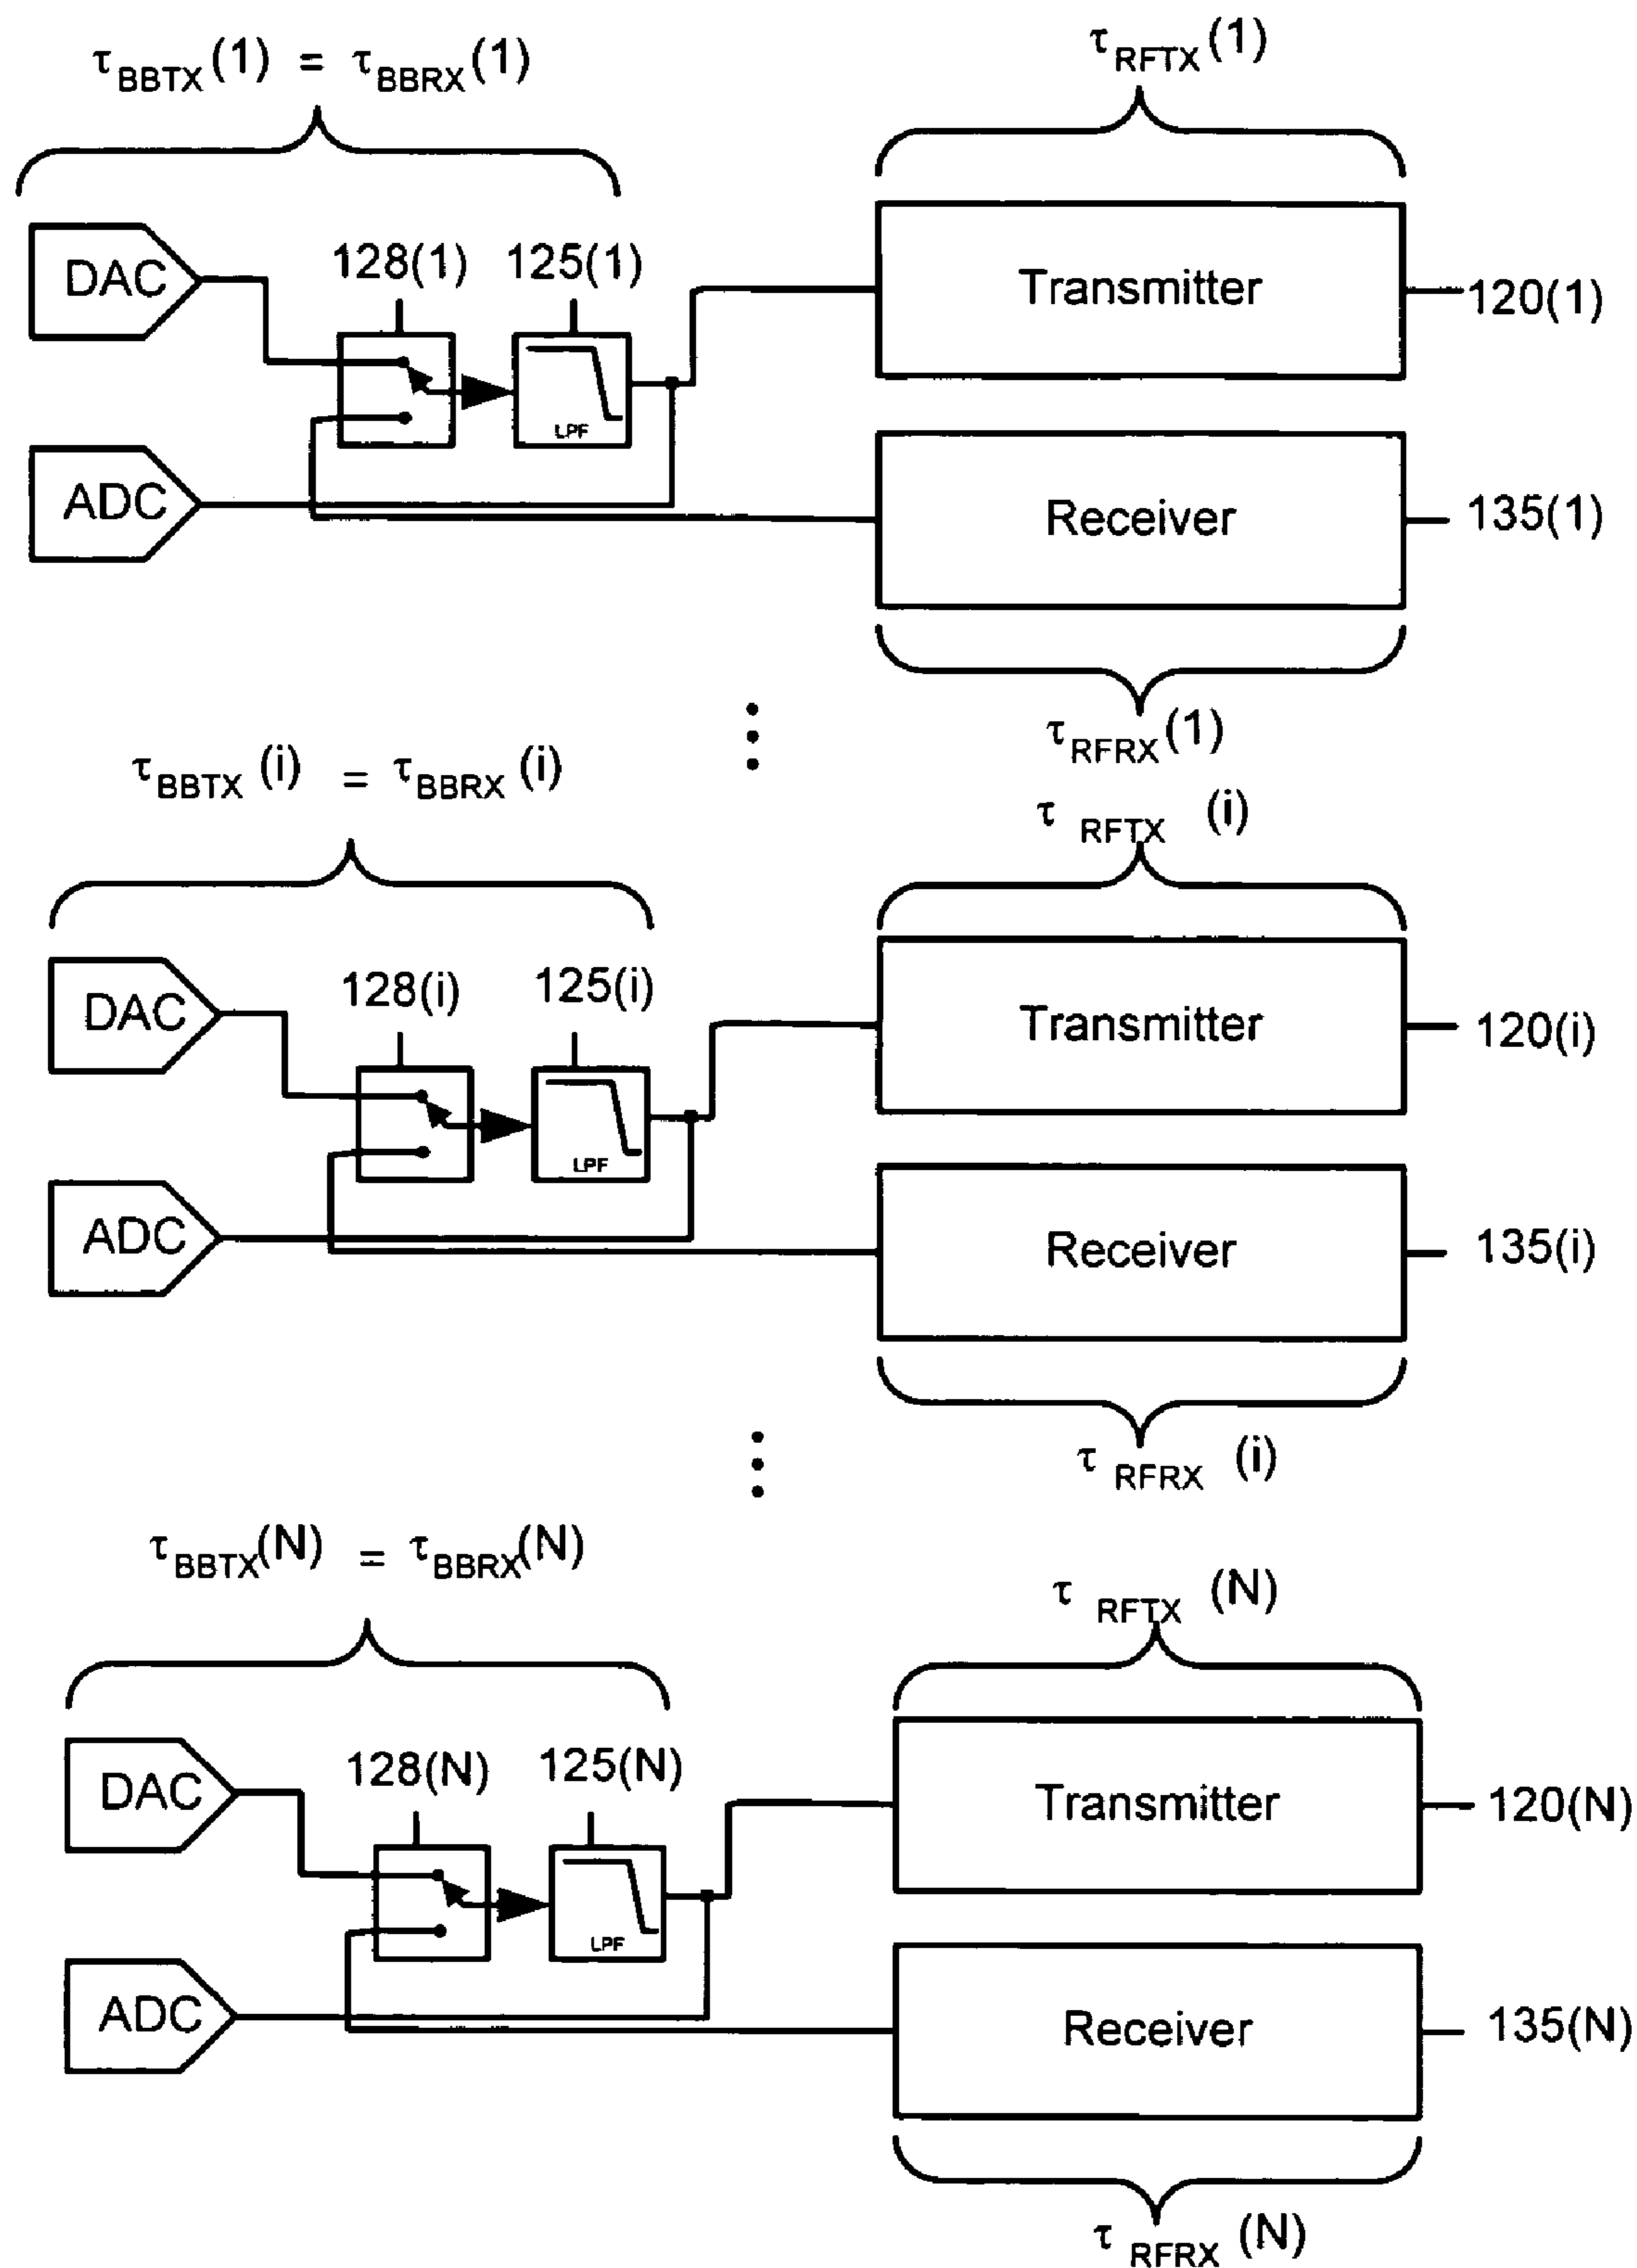 τBBTX(1) = τBBRX(1)
τRFTX(1)
DAC
128(1)
125(1)
Transmitter
120(1)
LPF
ADC
Receiver
135(1)
τRFRX(1)
τBBTX (i) = τBBRX (i)
τ RFTX (i)
DAC
128(i)
125(i)
Transmitter
120(i)
LPF
ADC
Receiver
135(i)
τ RFRX (i)
τBBTX(N) = τBBRX(N)
τ RFTX (N)
DAC
128(N)
125(N)
Transmitter
120(N)
LPF
ADC
Receiver
135(N)
τ RFRX (N)